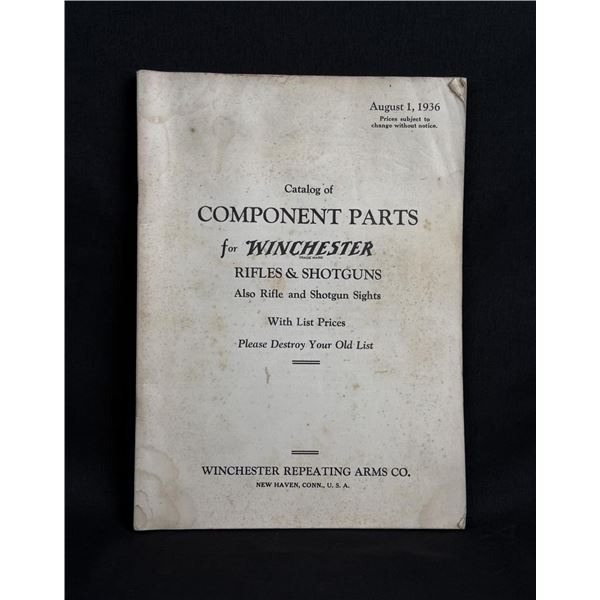 August 1, 1936
Prices subject to
change without notice.
Catalog of
COMPONENT PARTS
for WINCHESTER
TRADE MARK
RIFLES & SHOTGUNS
Also Rifle and Shotgun Sights
With List Prices
Please Destroy Your Old List
WINCHESTER REPEATING ARMS CO.
NEW HAVEN, CONN., U. S. A.